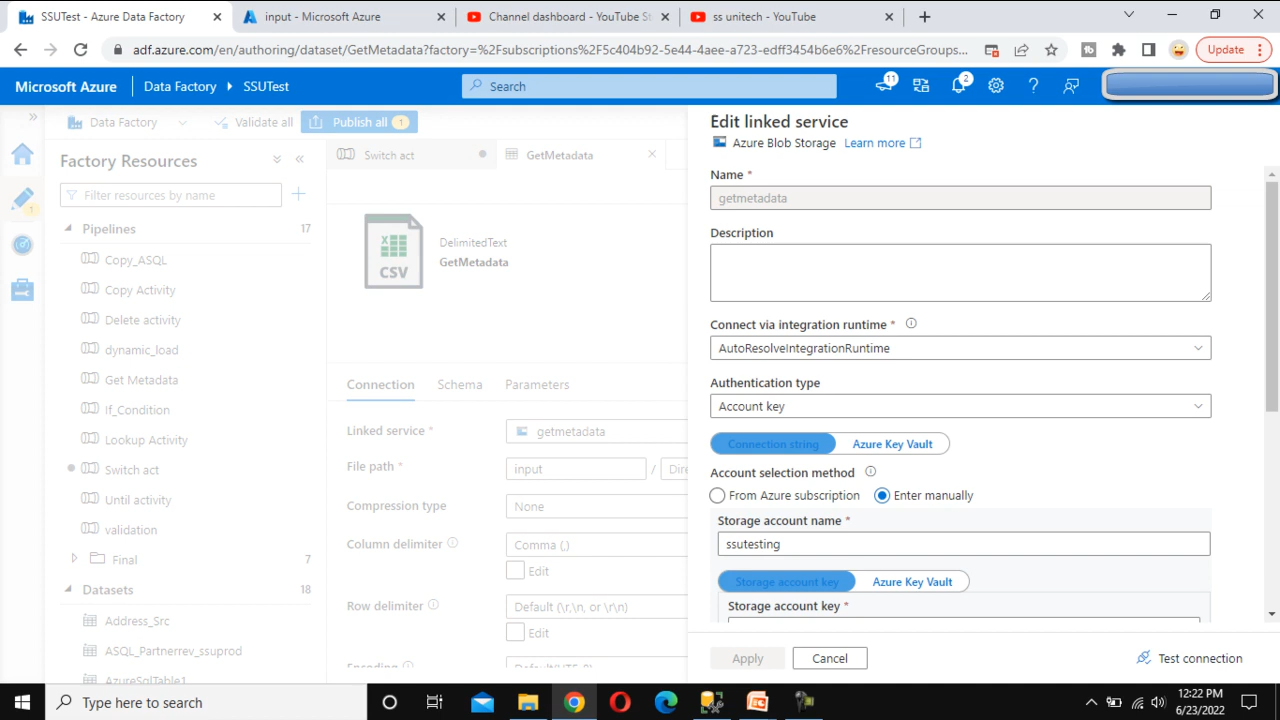 SSUTest - Azure Data Factory
input - Microsoft Azure
Channel dashboard - YouTube St
ss unitech - YouTube
adf.azure.com/en/authoring/dataset/GetMetadata?factory=%2Fsubscriptions%2F5c404b92-5e44-4aee-a723-edff3454b6e6%2FresourceGroups...
Update
Microsoft Azure
Data Factory
SSUTest
Search
11
2
Data Factory
Validate all
Publish all
1
Factory Resources
Filter resources by name
Pipelines
17
Copy_ASQL
Copy Activity
Delete activity
dynamic_load
Get Metadata
If_Condition
Lookup Activity
Switch act
Until activity
validation
Final
7
Datasets
18
Address_Src
ASQL_Partnerrev_ssuprod
AzureSqlTable1
1
Switch act
GetMetadata
CSV
DelimitedText
GetMetadata
Connection
Schema
Parameters
Linked service *
getmetadata
File path *
input
/
Dire
Compression type
None
Column delimiter
Comma (,)
Edit
Row delimiter
Default (\r,\n, or \r\n)
Edit
Encoding
Default(UTF-8)
Edit linked service
Azure Blob Storage
Learn more
Name *
getmetadata
Description
Connect via integration runtime *
AutoResolveIntegrationRuntime
Authentication type
Account key
Connection string
Azure Key Vault
Account selection method
From Azure subscription
Enter manually
Storage account name *
ssutesting
Storage account key
Azure Key Vault
Storage account key *
Apply
Cancel
Test connection
Type here to search
12:22 PM
6/23/2022